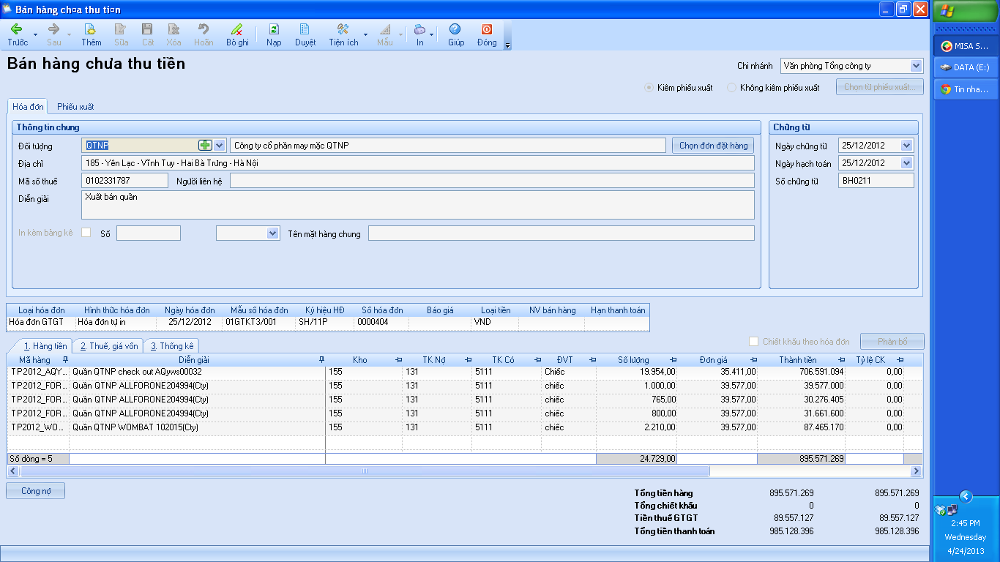 Bán hàng ch□a thu ti□n
Trước Sau Thêm Sửa Cất Xóa Hoãn Bỏ ghi Nạp Duyệt Tiện ích Mẫu In Giúp Đóng
MISA S...
DATA (E:)
Tin nha...
Bán hàng chưa thu tiền
Chi nhánh Văn phòng Tổng công ty
Kiêm phiếu xuất Không kiêm phiếu xuất Chọn từ phiếu xuất...
Hóa đơn Phiếu xuất
Thông tin chung
Đối tượng QTNP Công ty cổ phần may mặc QTNP Chọn đơn đặt hàng
Địa chỉ 185 - Yên Lạc - Vĩnh Tuy - Hai Bà Trưng - Hà Nội
Mã số thuế 0102331787 Người liên hệ
Diễn giải Xuất bán quần
In kèm bảng kê Số Tên mặt hàng chung
Chứng từ
Ngày chứng từ 25/12/2012
Ngày hạch toán 25/12/2012
Số chứng từ BH0211
Loại hóa đơn Hình thức hóa đơn Ngày hóa đơn Mẫu số hóa đơn Ký hiệu HĐ Số hóa đơn Báo giá Loại tiền NV bán hàng Hạn thanh toán
Hóa đơn GTGT Hóa đơn tự in 25/12/2012 01GTKT3/001 SH/11P 0000404 VND
1. Hàng tiền 2. Thuế, giá vốn 3. Thống kê Chiết khấu theo hóa đơn Phân bổ
Mã hàng Diễn giải Kho TK Nợ TK Có ĐVT Số lượng Đơn giá Thành tiền Tỷ lệ CK
TP2012_AQY... Quần QTNP check out AQyws00032 155 131 5111 Chiếc 19.954,00 35.411,00 706.591.094 0,00
TP2012_FOR... Quần QTNP ALLFORONE204994(Cty) 155 131 5111 chiếc 1.000,00 39.577,00 39.577.000 0,00
TP2012_FOR... Quần QTNP ALLFORONE204994(Cty) 155 131 5111 chiếc 765,00 39.577,00 30.276.405 0,00
TP2012_FOR... Quần QTNP ALLFORONE204994(Cty) 155 131 5111 chiếc 800,00 39.577,00 31.661.600 0,00
TP2012_WO... Quần QTNP WOMBAT 102015(Cty) 155 131 5111 chiếc 2.210,00 39.577,00 87.465.170 0,00
Số dòng = 5 24.729,00 895.571.269
Công nợ
Tổng tiền hàng 895.571.269 895.571.269
Tổng chiết khấu 0 0
Tiền thuế GTGT 89.557.127 89.557.127
Tổng tiền thanh toán 985.128.396 985.128.396
2:45 PM
Wednesday
4/24/2013